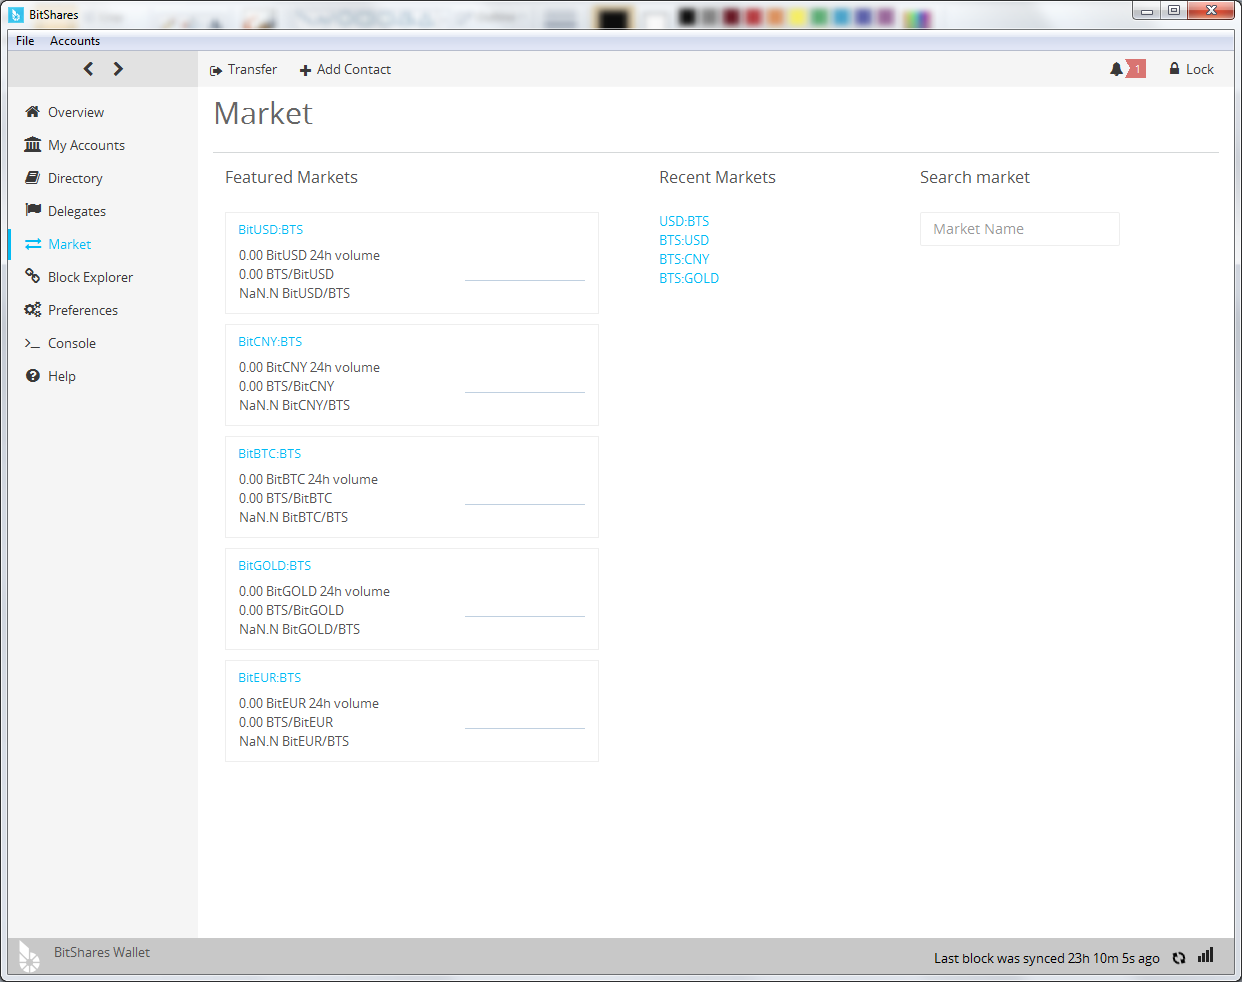 BitShares
File Accounts
Transfer Add Contact 1 Lock
Overview
My Accounts
Directory
Delegates
Market
Block Explorer
Preferences
Console
Help
Market
Featured Markets
BitUSD:BTS
0.00 BitUSD 24h volume
0.00 BTS/BitUSD
NaN.N BitUSD/BTS
BitCNY:BTS
0.00 BitCNY 24h volume
0.00 BTS/BitCNY
NaN.N BitCNY/BTS
BitBTC:BTS
0.00 BitBTC 24h volume
0.00 BTS/BitBTC
NaN.N BitBTC/BTS
BitGOLD:BTS
0.00 BitGOLD 24h volume
0.00 BTS/BitGOLD
NaN.N BitGOLD/BTS
BitEUR:BTS
0.00 BitEUR 24h volume
0.00 BTS/BitEUR
NaN.N BitEUR/BTS
Recent Markets
USD:BTS
BTS:USD
BTS:CNY
BTS:GOLD
Search market
Market Name
BitShares Wallet
Last block was synced 23h 10m 5s ago